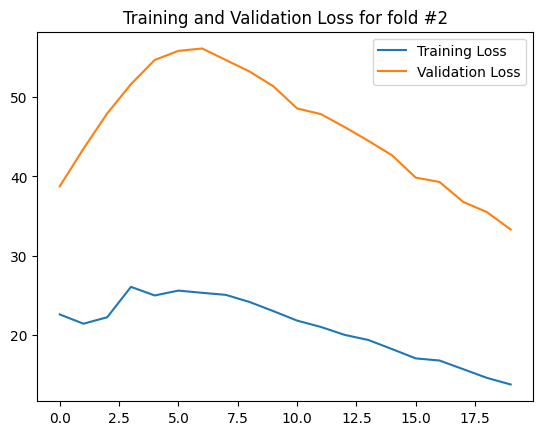 Training and Validation Loss for fold #2
Training Loss
Validation Loss
50
40
30
20
0.0 2.5 5.0 7.5 10.0 12.5 15.0 17.5